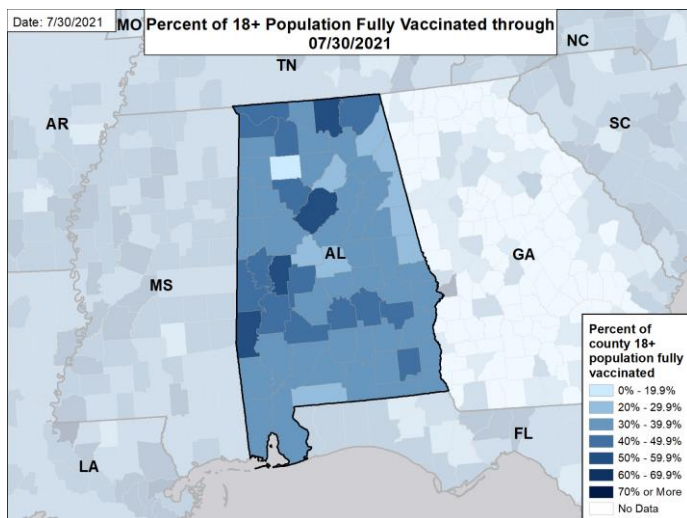 Date: 7/30/2021
Percent of 18+ Population Fully Vaccinated through
07/30/2021
MO
NC
TN
AR
SC
AL
GA
MS
LA
FL
Percent of
county 18+
population fully
vaccinated
0% - 19.9%
20% - 29.9%
30% - 39.9%
40% - 49.9%
50% - 59.9%
60% - 69.9%
70% or More
No Data